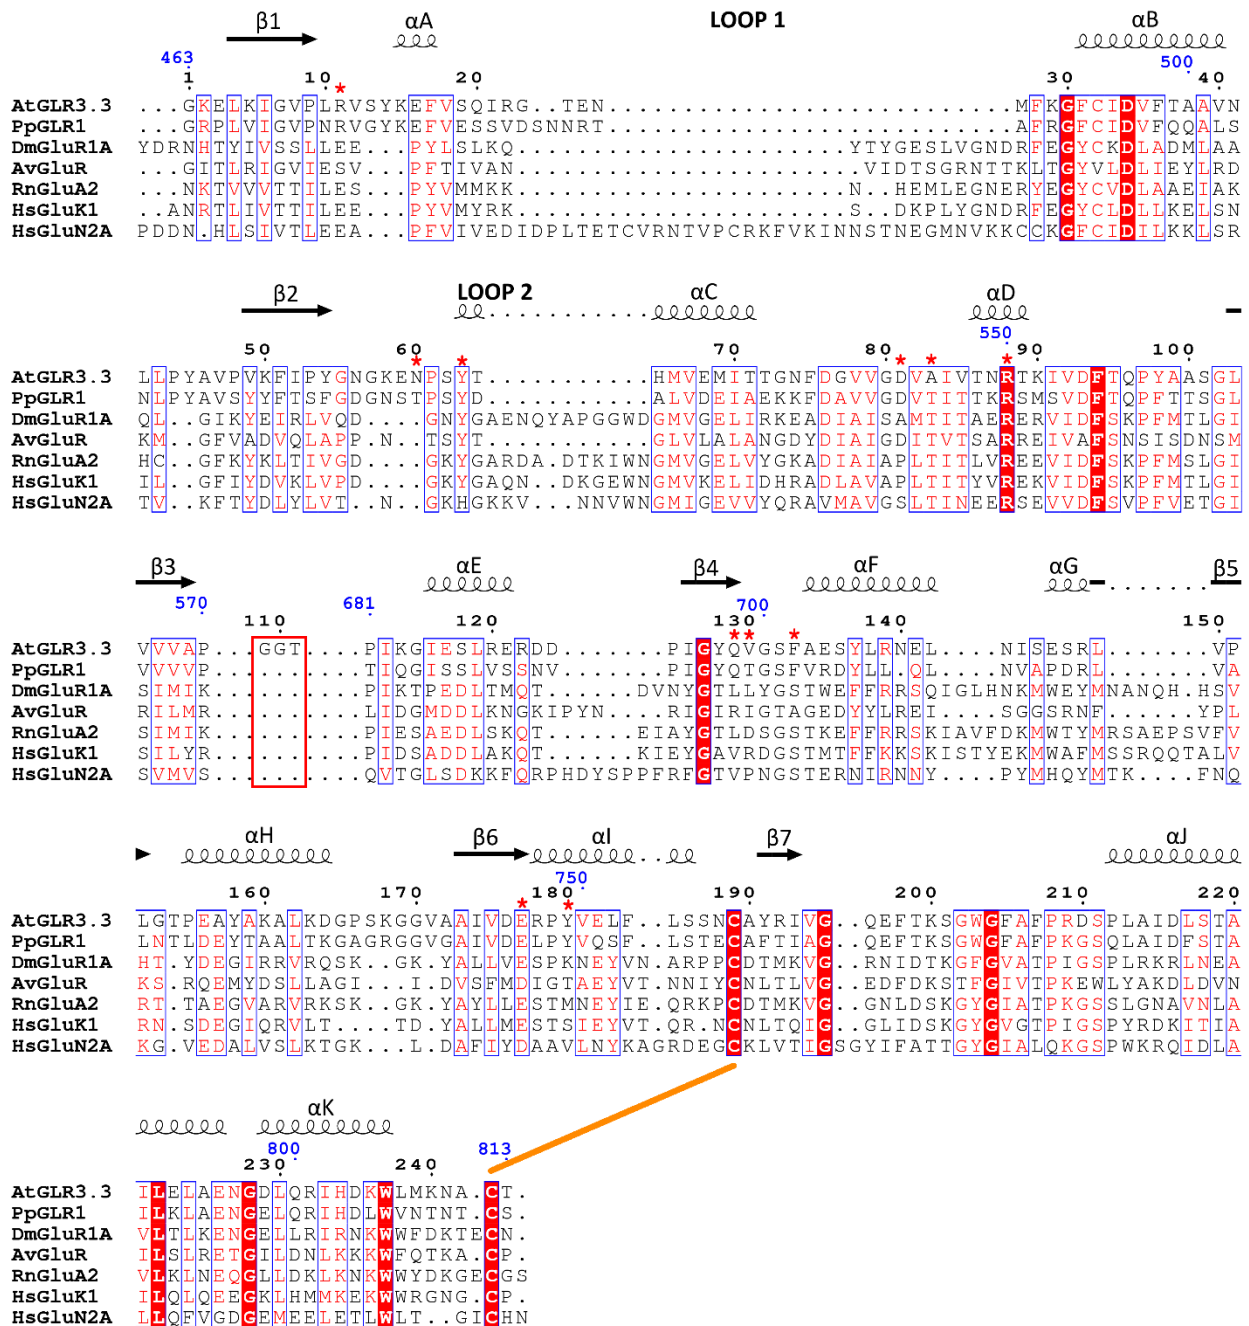 β1 αA LOOP 1 αB
463 500
1 10 * 30 40
AtGLR3.3 ...GKELKIGVPLRVSYKEFVSQIRG..TEN...........................MFKGFCIDVFTAAVN
PpGLR1 ...GRPLVIGVPNRVGYKEFVESSVDSNNRT...........................AFRGFCIDVFQQALS
DmGluR1A YDRNHTYIVSSLLEE...PYLSLKQ......................YTYGESLVGNDRFEGYCKDLADMLAA
AvGluR ...GITLRIGVIESV...PFTIVAN.......................VIDTSGRNTTKLTGYVLDLIEYLRD
RnGluA2 ...NKTVVVTTILES...PYVMMKK......................N..HEMLEGNERYEGYCVDLAAEIAK
HsGluK1 ..ANRTLIVTTILEE...PYVMYRK......................S..DKPLYGNDRFEGYCLDLLKELSN
HsGluN2A PDDN.HLSIVTLEEA...PFVIVEDIDPLTETCVRNTVPCRKFVKINNSTNEGMNVKKCCKGFCIDILKKLSR
β2 LOOP 2 αC αD
550
50 60 * * 70 80 * * * 90 100
AtGLR3.3 LLPYAVPVKFIPYGNGKENPSYT...........HMVEMITTGNFDGVVGDVAIVTNRTKIVDFTQPYAASGL
PpGLR1 NLPYAVSYYFTSFGDGNSTPSYD...........ALVDEIAEKKFDAVVGDVTITTKRSMSVDFTQPFTTSGL
DmGluR1A QL..GIKYEIRLVQD....GNYGAENQYAPGGWDGMVGELIRKEADIAISAMTITAERERVIDFSKPFMTLGI
AvGluR KM..GFVADVQLAPP..N.TSYT...........GLVLALANGDYDIAIGDITVTSARREIVAFSNSISDNSM
RnGluA2 HC..GFKYKLTIVGD....GKYGARDA.DTKIWNGMVGELVYGKADIAIAPLTITLVREEVIDFSKPFMSLGI
HsGluK1 IL..GFIYDVKLVPD....GKYGAQN..DKGEWNGMVKELIDHRADLAVAPLTITYVREKVIDFSKPFMTLGI
HsGluN2A TV..KFTYDLYLVT..N..GKHGKKV..NNVWNGMIGEVVYQRAVMAVGSLTINEERSEVVDFSVPFVETGI
β3 αE β4 αF αG β5
570 681 700
110 120 * 130 * * 140 150
AtGLR3.3 VVVAP...GGT...PIKGIESLRERDD.......PIGYQVGSFAESYLRNEL....NISESRL......VP
PpGLR1 VVVVP.........TIQGISSLVSSNV.......PIGYQTGSFVRDYLLQL.....NVAPDRL......VA
DmGluR1A SIMIK.........PIKTPEDLTMQT......DVNYGTLLYGSTWEFFRRSQIGLHNKMWEYMNANQH.HSV
AvGluR RILMR.........LIDGMDDLKNGKIPYN....RIGIRIGTAGEDYYLREI....SGGSRNF.....YPL
RnGluA2 SIMIK.........PIESAEDLSKQT......EIAYGTLDSGSTKEFFRRSKIAVFDKMWTYMRSAEPSVFV
HsGluK1 SILYR.........PIDSADDLAKQT......KIEYGAVRDGSTMTFFKKSKISTYEKMWAFMSSRQQTALV
HsGluN2A SVMVS.........QVTGLSDKKFQRPHDYSPPFRFGTVPNGSTERNIRNNY....PYMHQYMTK....FNQ
αH β6 αI β7 αJ
750
160 170 * 180 * 190 200 210 220
AtGLR3.3 LGTPEAYAKALKDGPSKGGVAAIVDERPYVELF..LSSNCAYRIVG..QEFTKSGWGFAFPRDSPLAIDLSTA
PpGLR1 LNTLDEYTAALTKGAGRGGVGAIVDELPYVQSF..LSTECAFTIAG..QEFTKSGWGFAFPKGSQLAIDFSTA
DmGluR1A HT.YDEGIRRVRQSK..GK.YALLVESPKNEYVN.ARPPCDTMKVG..RNIDTKGFGVATPIGSPLRKRLNEA
AvGluR KS.RQEMYDSLLAGI...I.DVSFMDIGTAEYVT.NNIYCNLTVVG..EDFDKSTFGIVTPKEWLYAKDLDVN
RnGluA2 RT.TAEGVARVRKSK..GK.YAYLLESTMNEYIE.QRKPCDTMKVG..GNLDSKGYGIATPKGSSLGNAVNLA
HsGluK1 RN.SDEGIQRVLT....TD.YALLMESTSIEYVT.QR.NCNLTQIG..GLIDSKGYGVGTPIGSPYRDKITIA
HsGluN2A KG.VEDALVSLKTGK..L.DAFIYDAAVLNYKAGRDEGCKLVTIGSGYIFATTGYGIALQKGSPWKRQIDLA
αK
800 813
230 240
AtGLR3.3 ILELAENGDLQRIHDKWLMKNA.CT.
PpGLR1 ILKLAENGELQRIHDLWVNTNT.CS.
DmGluR1A VLTLKENGELLRIRNKWWFDKTECN.
AvGluR ILSLRETGILDNLKKKWFQTKA.CP.
RnGluA2 VLKLNEQGLLDKLKNKWWYDKGECGS
HsGluK1 ILQLQEEGKLHMMKEKWWRGNG.CP.
HsGluN2A LLQFVGDGEMEELETLWLT..GICHN